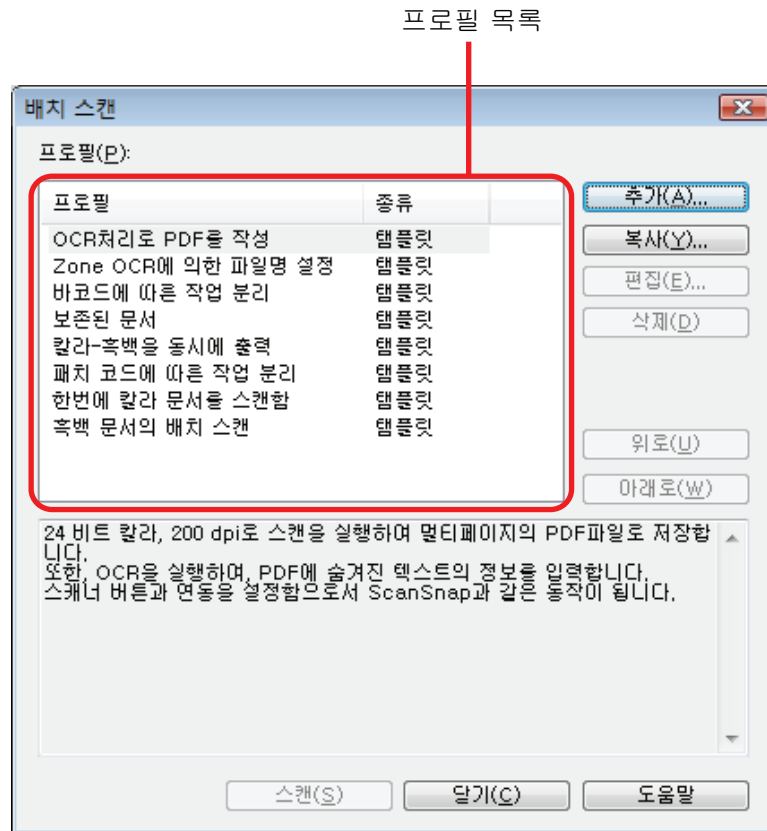 프로필 목록
배치 스캔
프로필(P):
프로필 종류
OCR처리로 PDF를 작성 탬플릿
Zone OCR에 의한 파일명 설정 탬플릿
바코드에 따른 작업 분리 탬플릿
보존된 문서 탬플릿
칼라-흑백을 동시에 출력 탬플릿
패치 코드에 따른 작업 분리 탬플릿
한번에 칼라 문서를 스캔함 탬플릿
흑백 문서의 배치 스캔 탬플릿
추가(A)...
복사(Y)...
편집(E)...
삭제(D)
위로(U)
아래로(W)
24 비트 칼라, 200 dpi로 스캔을 실행하여 멀티페이지의 PDF파일로 저장합
니다.
또한, OCR을 실행하여, PDF에 숨겨진 텍스트의 정보를 입력합니다.
스캐너 버튼과 연동을 설정함으로서 ScanSnap과 같은 동작이 됩니다.
스캔(S) 닫기(C) 도움말